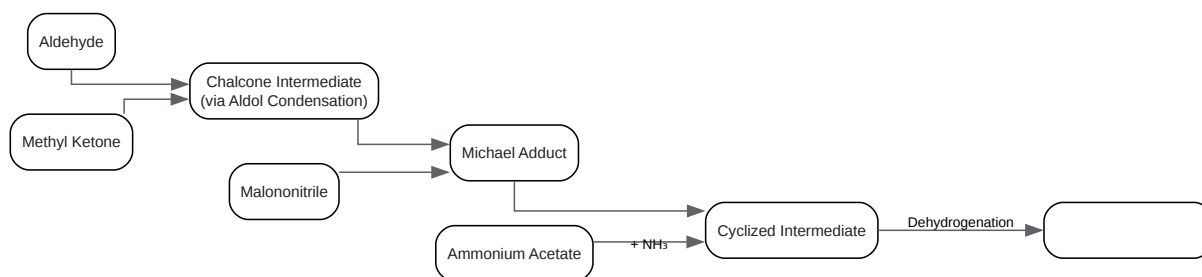 Aldehyde
Methyl Ketone
Chalcone Intermediate
(via Aldol Condensation)
Malononitrile
Michael Adduct
Ammonium Acetate
+ NH₃
Cyclized Intermediate
Dehydrogenation